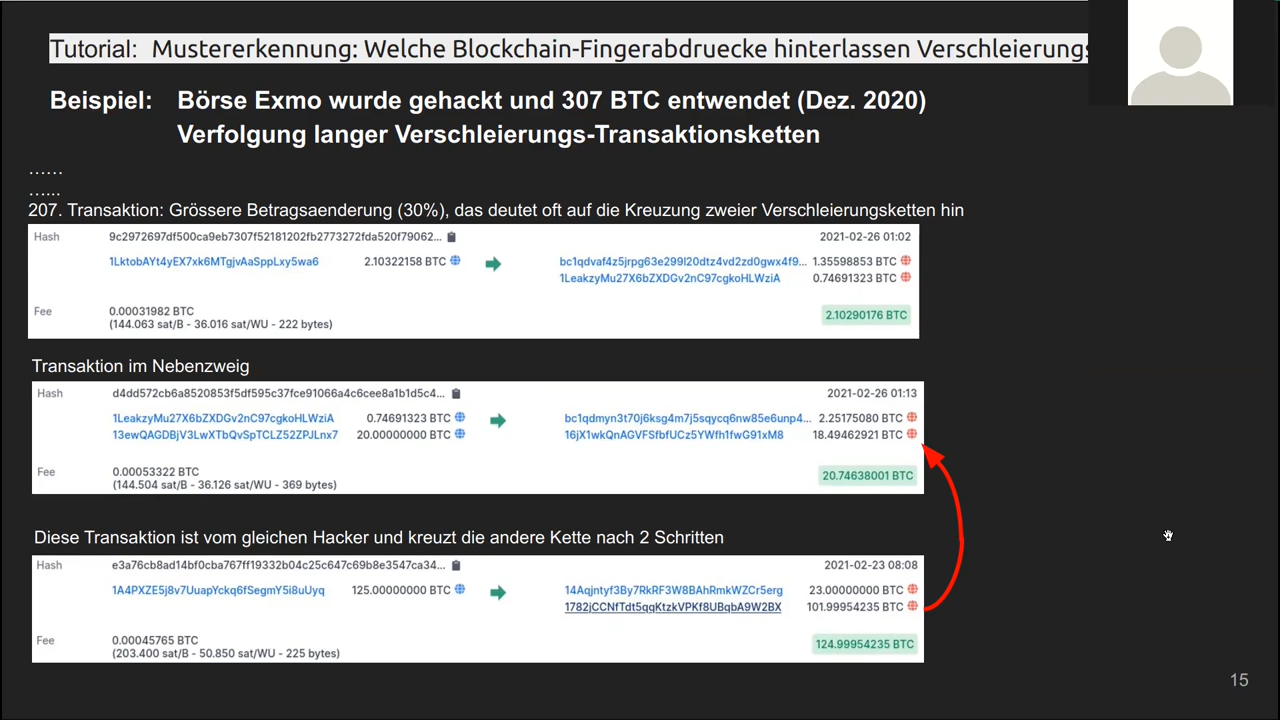 Tutorial: Mustererkennung: Welche Blockchain-Fingerabdruecke hinterlassen Verschleierungs
Beispiel: Börse Exmo wurde gehackt und 307 BTC entwendet (Dez. 2020)
Verfolgung langer Verschleierungs-Transaktionsketten
……
…...
207. Transaktion: Grössere Betragsaenderung (30%), das deutet oft auf die Kreuzung zweier Verschleierungsketten hin
Hash 9c2972697df500ca9eb7307f52181202fb2773272fda520f79062... 2021-02-26 01:02
1LktobAYt4yEX7xk6MTgjvAaSppLxy5wa6 2.10322158 BTC bc1qdvaf4z5jrpg63e299l20dtz4vd2zd0gwx4f9... 1.35598853 BTC
1LeakzyMu27X6bZXDGv2nC97cgkoHLWziA 0.74691323 BTC
Fee 0.00031982 BTC 2.10290176 BTC
(144.063 sat/B - 36.016 sat/WU - 222 bytes)
Transaktion im Nebenzweig
Hash d4dd572cb6a8520853f5df595c37fce91066a4c6cee8a1b1d5c4... 2021-02-26 01:13
1LeakzyMu27X6bZXDGv2nC97cgkoHLWziA 0.74691323 BTC bc1qdmyn3t70j6ksg4m7j5sqycq6nw85e6unp4... 2.25175080 BTC
13ewQAGDBjV3LwXTbQvSpTCLZ52ZPJLnx7 20.00000000 BTC 16jX1wkQnAGVFSfbfUCz5YWfh1fwG91xM8 18.49462921 BTC
Fee 0.00053322 BTC 20.74638001 BTC
(144.504 sat/B - 36.126 sat/WU - 369 bytes)
Diese Transaktion ist vom gleichen Hacker und kreuzt die andere Kette nach 2 Schritten
Hash e3a76cb8ad14bf0cba767ff19332b04c25c647c69b8e3547ca34... 2021-02-23 08:08
1A4PXZE5j8v7UuapYckq6fSegmY5i8uUyq 125.00000000 BTC 14Aqjntyf3By7RkRF3W8BAhRmkWZCr5erg 23.00000000 BTC
1782jCCNfTdt5qqKtzkVPKf8UBqbA9W2BX 101.99954235 BTC
Fee 0.00045765 BTC 124.99954235 BTC
(203.400 sat/B - 50.850 sat/WU - 225 bytes)
15